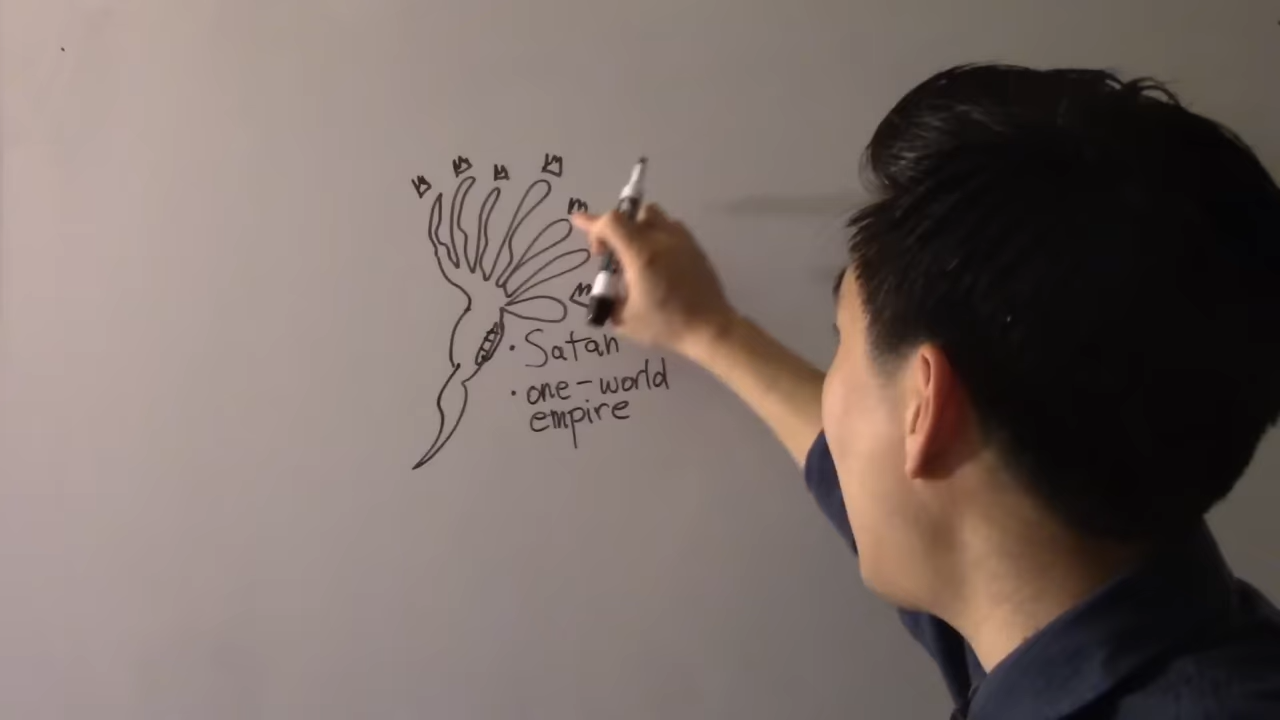 • Satan
• one-world
empire